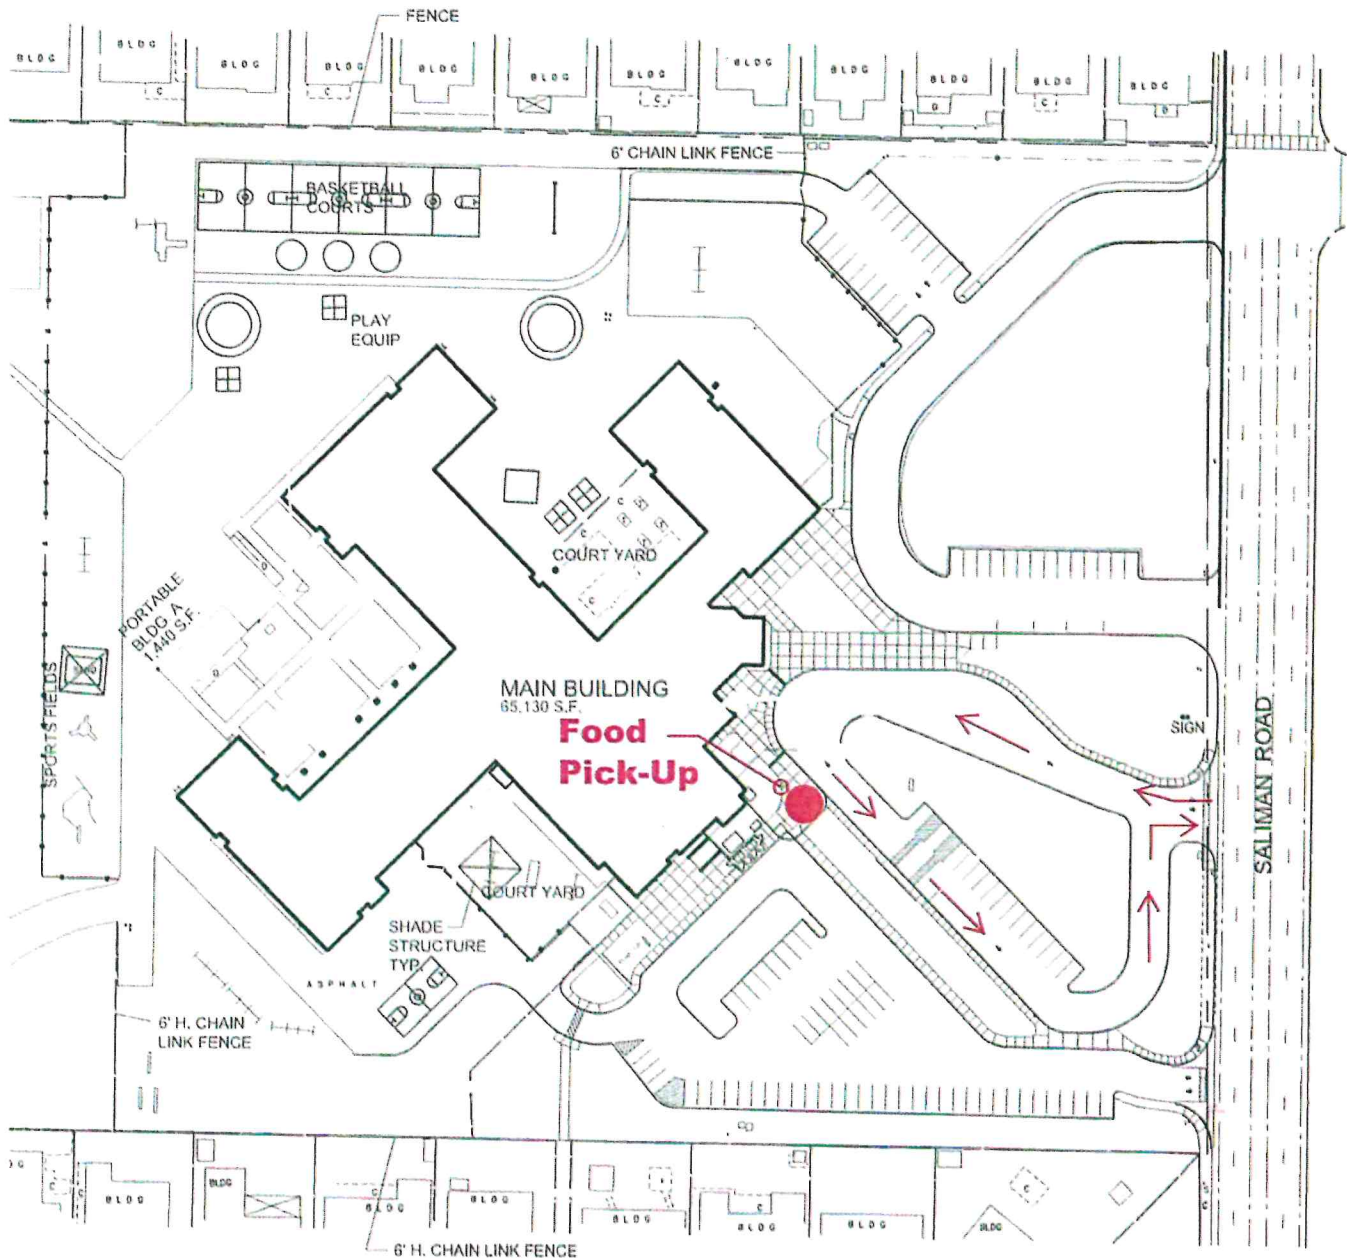 FENCE
BLDG
BLDG
BLDG
BLDG
BLDG
BLDG
BLDG
BLDG
BLDG
BLDG
BLDG
BLDG
C
C
C
C
D
6' CHAIN LINK FENCE
BASKETBALL
COURTS
PLAY
EQUIP
COURT YARD
C
C
PORTABLE
BLDG A
1,440 S.F.
SPORTS FIELDS
MAIN BUILDING
65,130 S.F.
Food
Pick-Up
SIGN
SALIMAN ROAD
COURT YARD
SHADE
STRUCTURE
TYP.
ASPHALT
6' H. CHAIN
LINK FENCE
BLDG
BLDG
BLDG
BLDG
BLDG
BLDG
BLDG
BLDG
C
C
C
6' H. CHAIN LINK FENCE